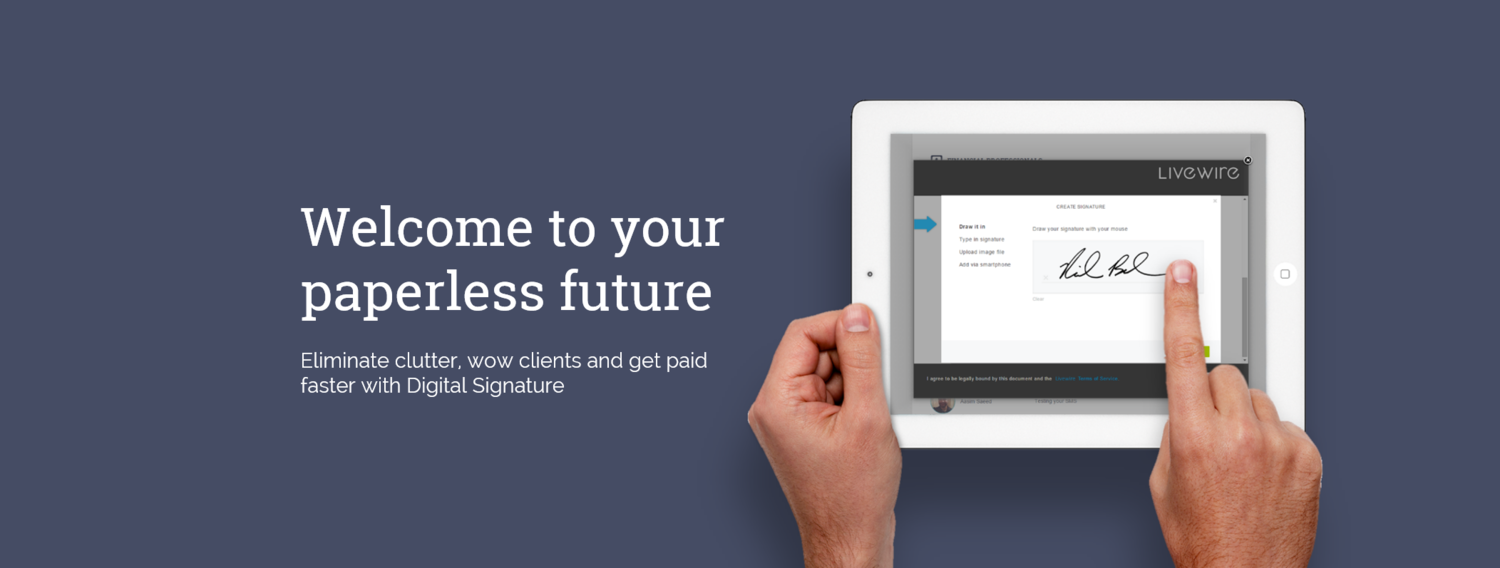 Welcome to your
paperless future
Eliminate clutter, wow clients and get paid
faster with Digital Signature
LIVEWIRE
CREATE SIGNATURE
Draw it in
Draw your signature with your mouse
Type in signature
Upload image file
Add via smartphone
Clear
I agree to be legally bound by this document and the
Terms of Service